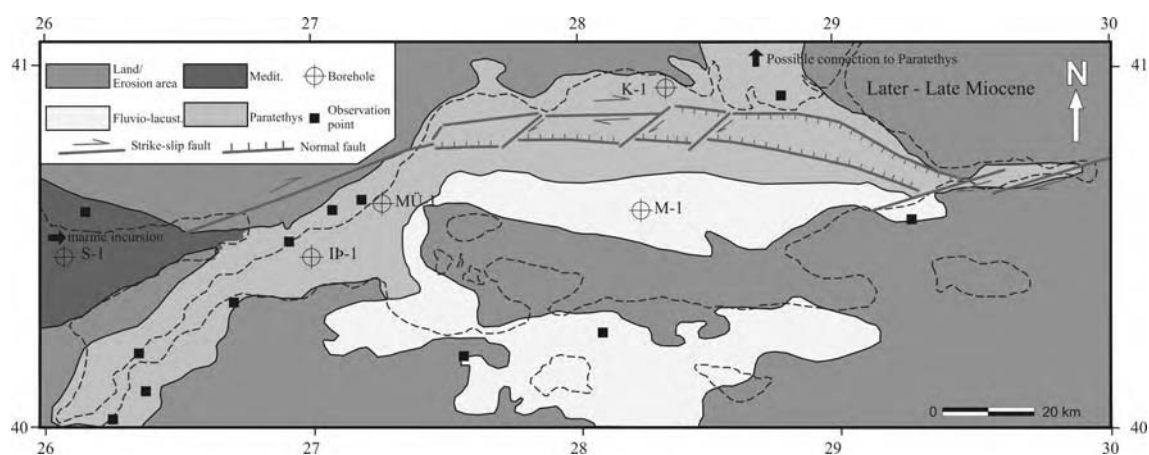 26
27
28
29
30
41
41
Land/
Erosion area
Medit.
Borehole
Fluvio-lacust.
Paratethys
Observation
point
Strike-slip fault
Normal fault
K-1
Possible connection to Paratethys
Later - Late Miocene
N
MÜ-1
M-1
marine incursion
S-1
IÞ-1
0
20 km
40
40
26
27
28
29
30